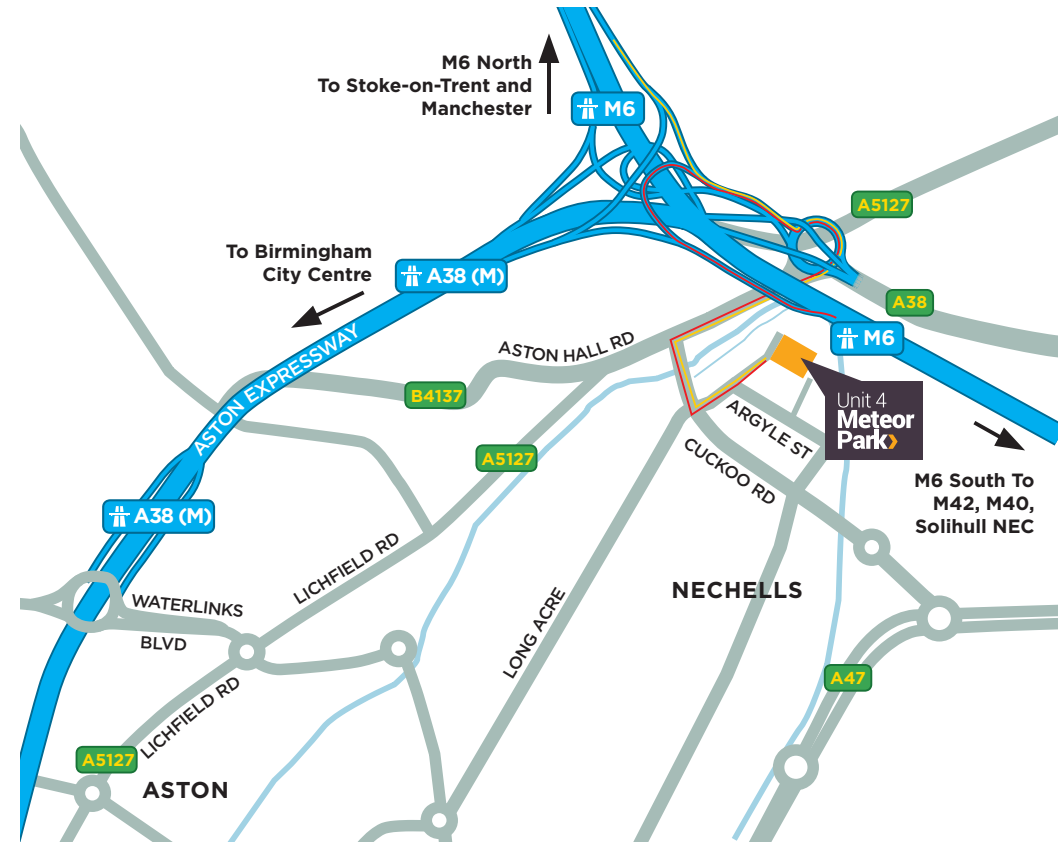 M6 North
To Stoke-on-Trent and
Manchester
M6
A5127
To Birmingham
City Centre
A38 (M)
A38
M6
ASTON HALL RD
ASTON EXPRESSWAY
B4137
Unit 4
Meteor
Park›
ARGYLE ST
CUCKOO RD
A5127
M6 South To
M42, M40,
Solihull NEC
A38 (M)
LICHFIELD RD
NECHELLS
WATERLINKS
BLVD
LONG ACRE
A47
LICHFIELD RD
A5127
ASTON